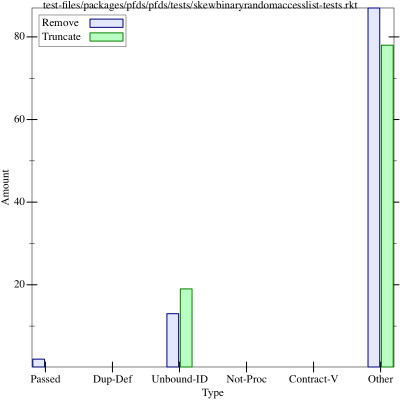 test-files/packages/pfds/pfds/tests/skewbinaryrandomaccesslist-tests.rkt
Remove
Truncate
80
60
40
20
Amount
Passed Dup-Def Unbound-ID Not-Proc Contract-V Other
Type